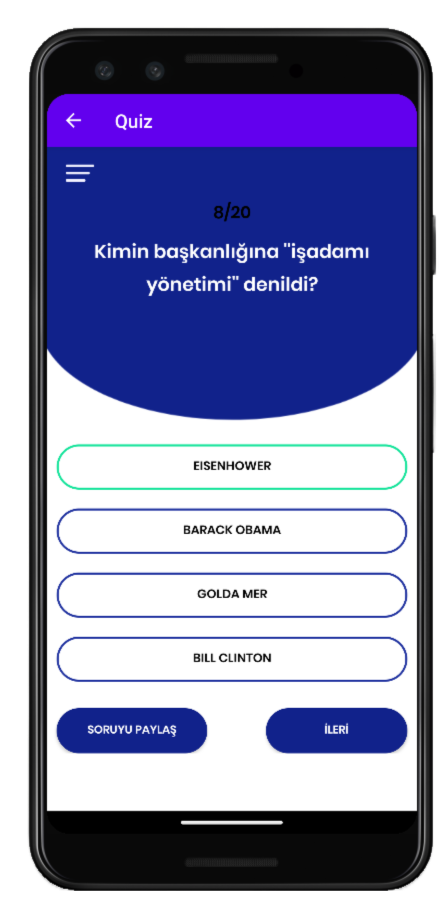 Quiz
8/20
Kimin başkanlığına "işadamı
yönetimi" denildi?
EISENHOWER
BARACK OBAMA
GOLDA MER
BILL CLINTON
SORUYU PAYLAŞ
İLERİ